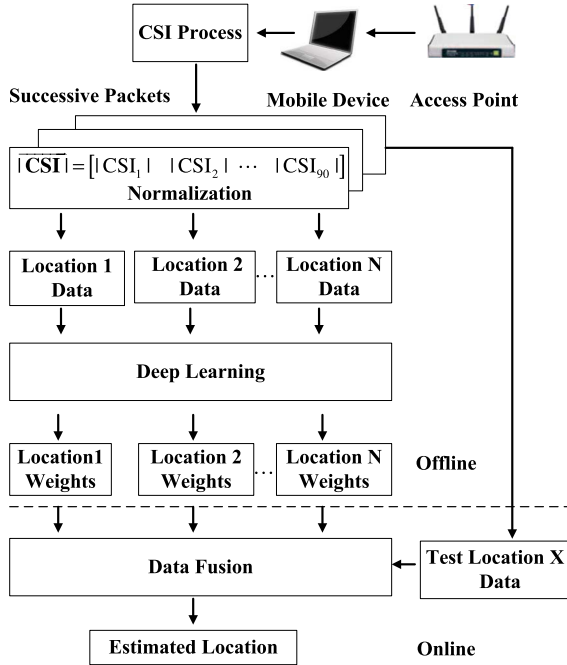 CSI Process
Successive Packets
Mobile Device
Access Point
|CSI| = [|CSI₁| |CSI₂| ⋯ |CSI₉₀|]
Normalization
Location 1
Data
Location 2
Data
...
Location N
Data
Deep Learning
Location1
Weights
Location 2
Weights
...
Location N
Weights
Offline
Data Fusion
Test Location X
Data
Estimated Location
Online